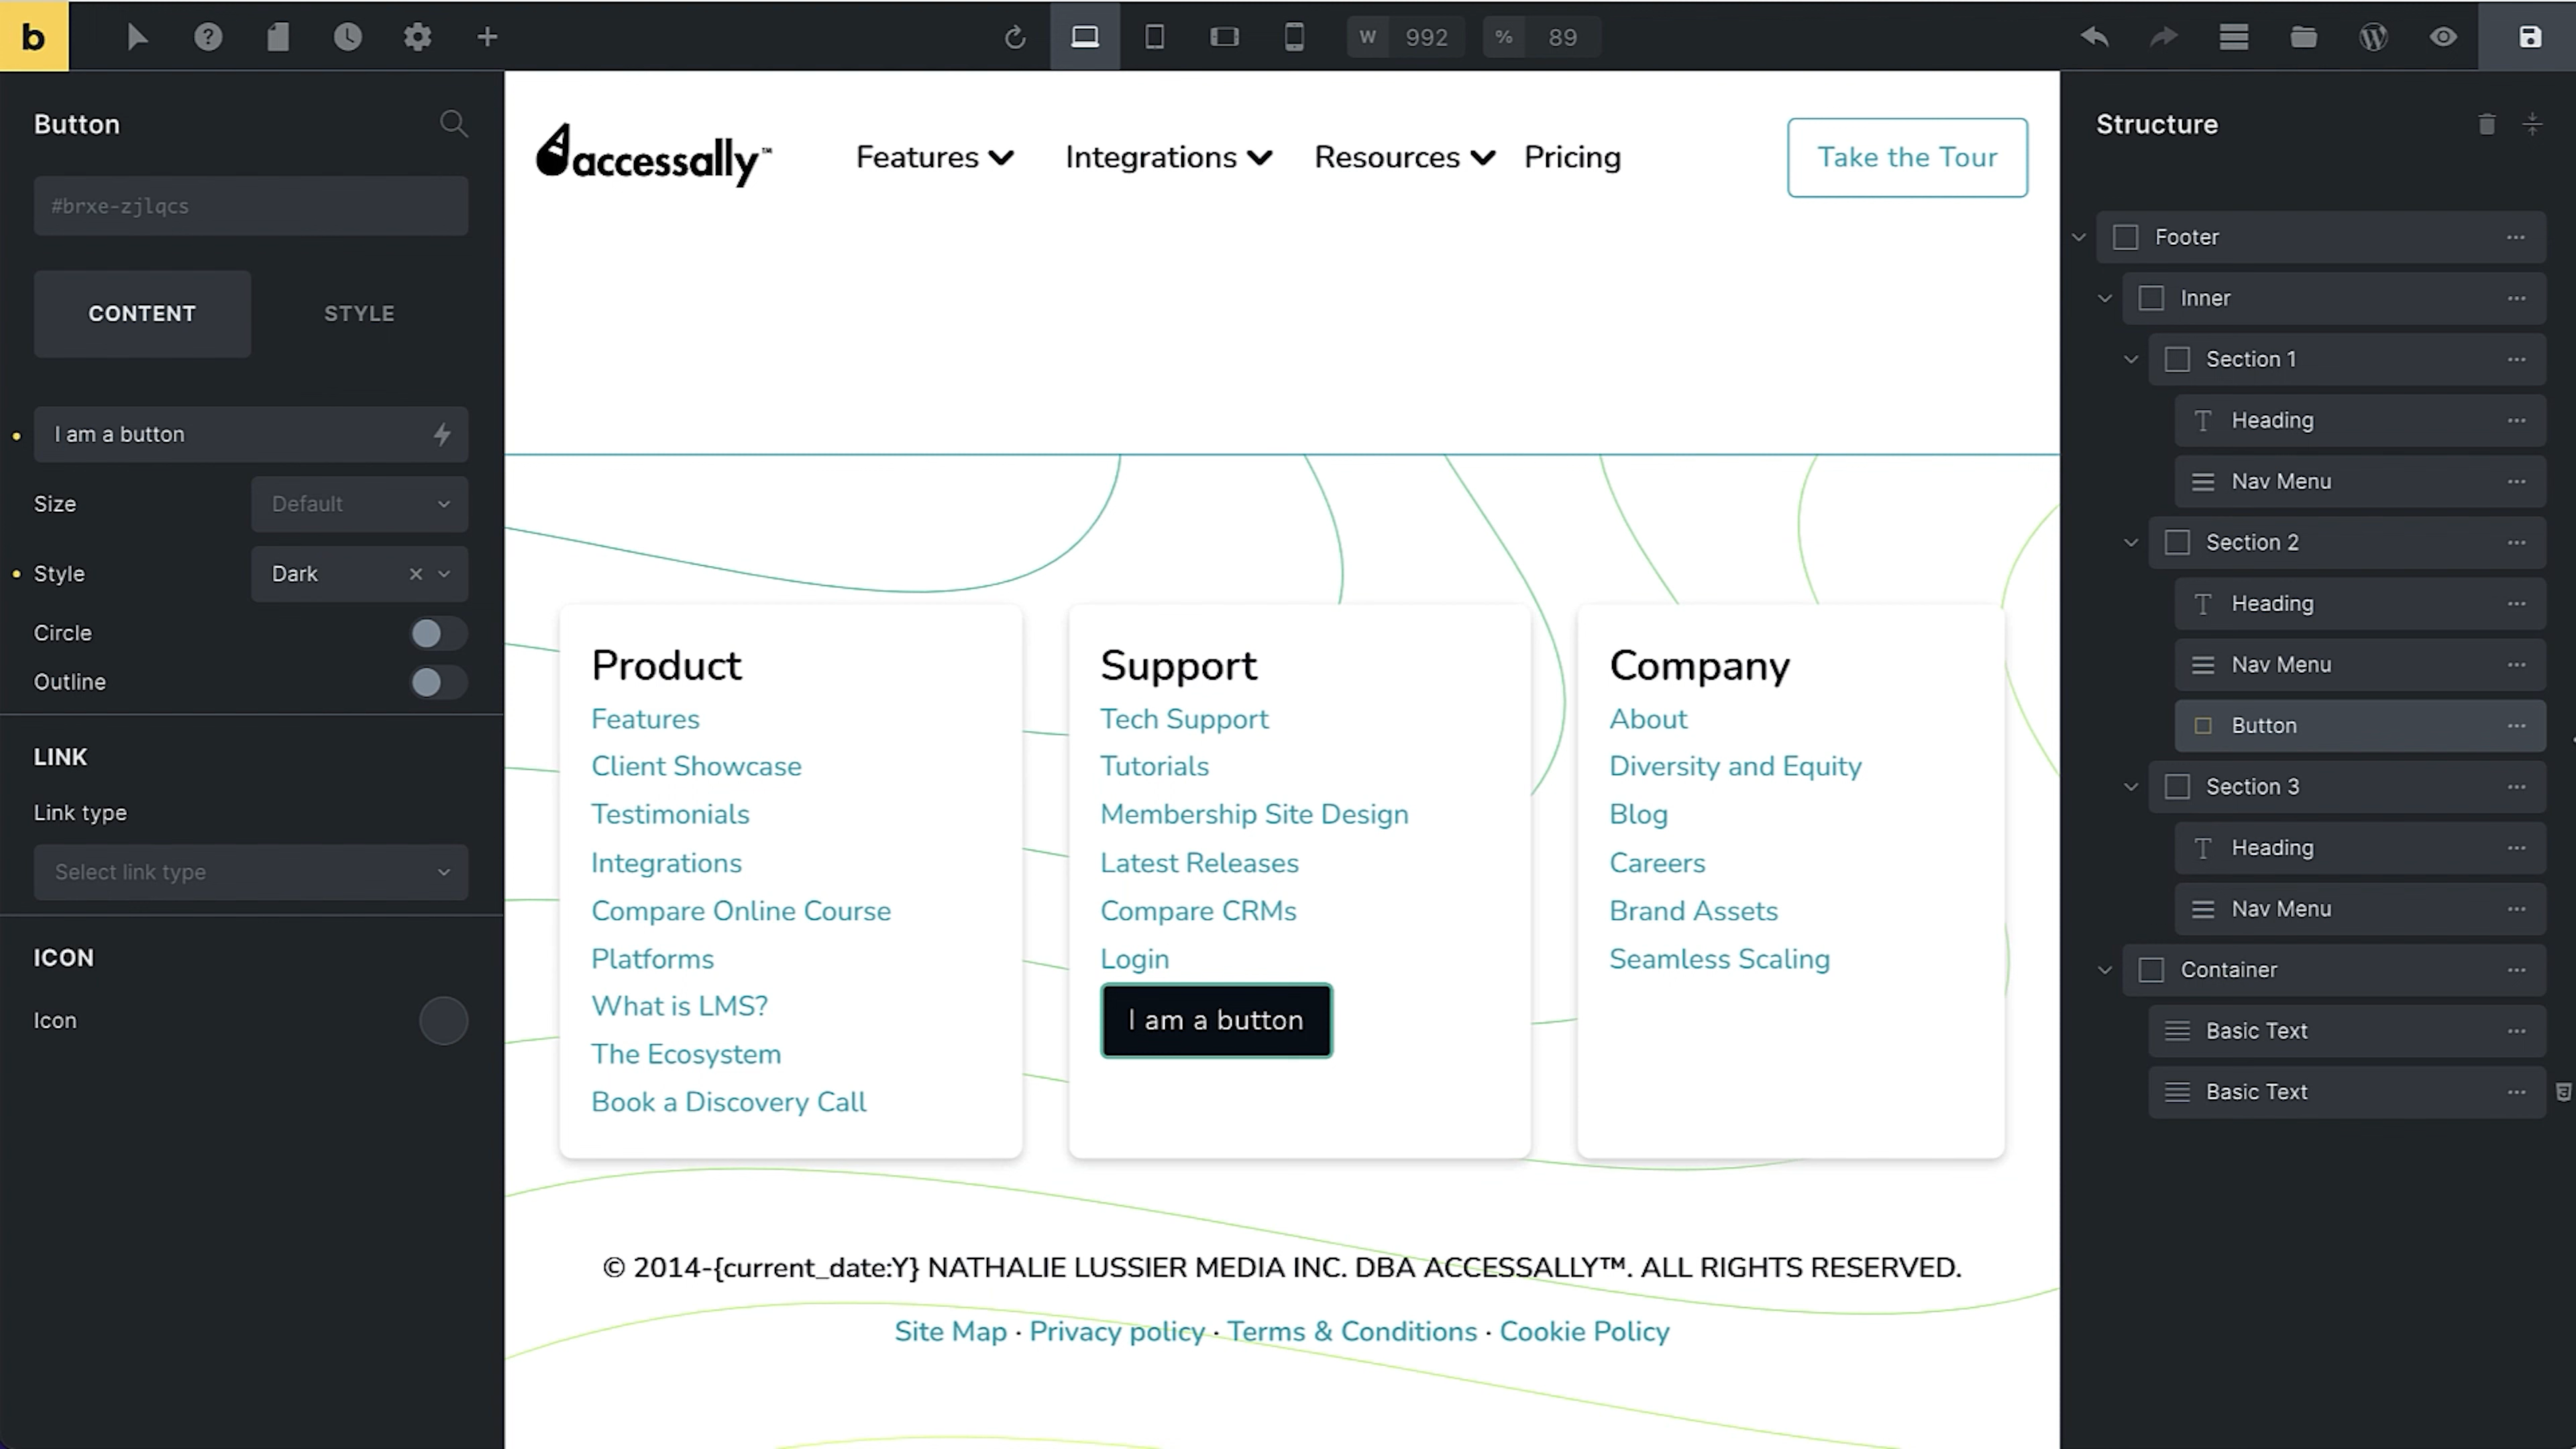 b
W 992
% 89
Button
#brxe-zjlqcs
CONTENT
STYLE
I am a button
Size
Default
Style
Dark
Circle
Outline
LINK
Link type
Select link type
ICON
Icon
accessally™
Features
Integrations
Resources
Pricing
Take the Tour
Product
Features
Client Showcase
Testimonials
Integrations
Compare Online Course
Platforms
What is LMS?
The Ecosystem
Book a Discovery Call
Support
Tech Support
Tutorials
Membership Site Design
Latest Releases
Compare CRMs
Login
I am a button
Company
About
Diversity and Equity
Blog
Careers
Brand Assets
Seamless Scaling
© 2014-{current_date:Y} NATHALIE LUSSIER MEDIA INC. DBA ACCESSALLY™. ALL RIGHTS RESERVED.
Site Map · Privacy policy · Terms & Conditions · Cookie Policy
Structure
Footer
Inner
Section 1
Heading
Nav Menu
Section 2
Heading
Nav Menu
Button
Section 3
Heading
Nav Menu
Container
Basic Text
Basic Text